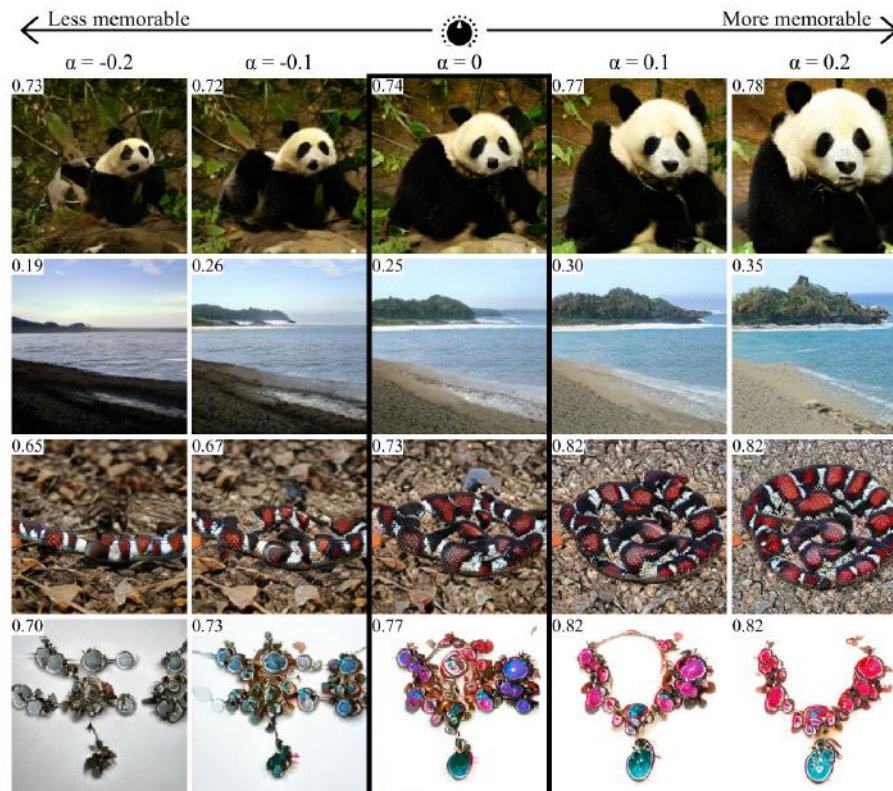 Less memorable More memorable
α = -0.2 α = -0.1 α = 0 α = 0.1 α = 0.2
0.73 0.72 0.74 0.77 0.78
0.19 0.26 0.25 0.30 0.35
0.65 0.67 0.73 0.82 0.82
0.70 0.73 0.77 0.82 0.82